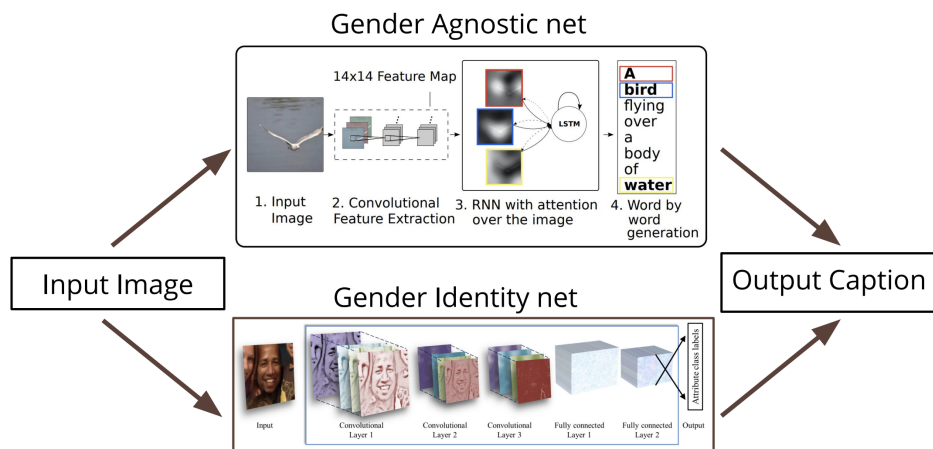 Gender Agnostic net
14x14 Feature Map
LSTM
A
bird
flying
over
a
body
of
water
1. Input
Image
2. Convolutional
Feature Extraction
3. RNN with attention
over the image
4. Word by
word
generation
Input Image
Output Caption
Gender Identity net
Attribute class labels
Input
Convolutional
Layer 1
Convolutional
Layer 2
Convolutional
Layer 3
Fully connected
Layer 1
Fully connected
Layer 2
Output